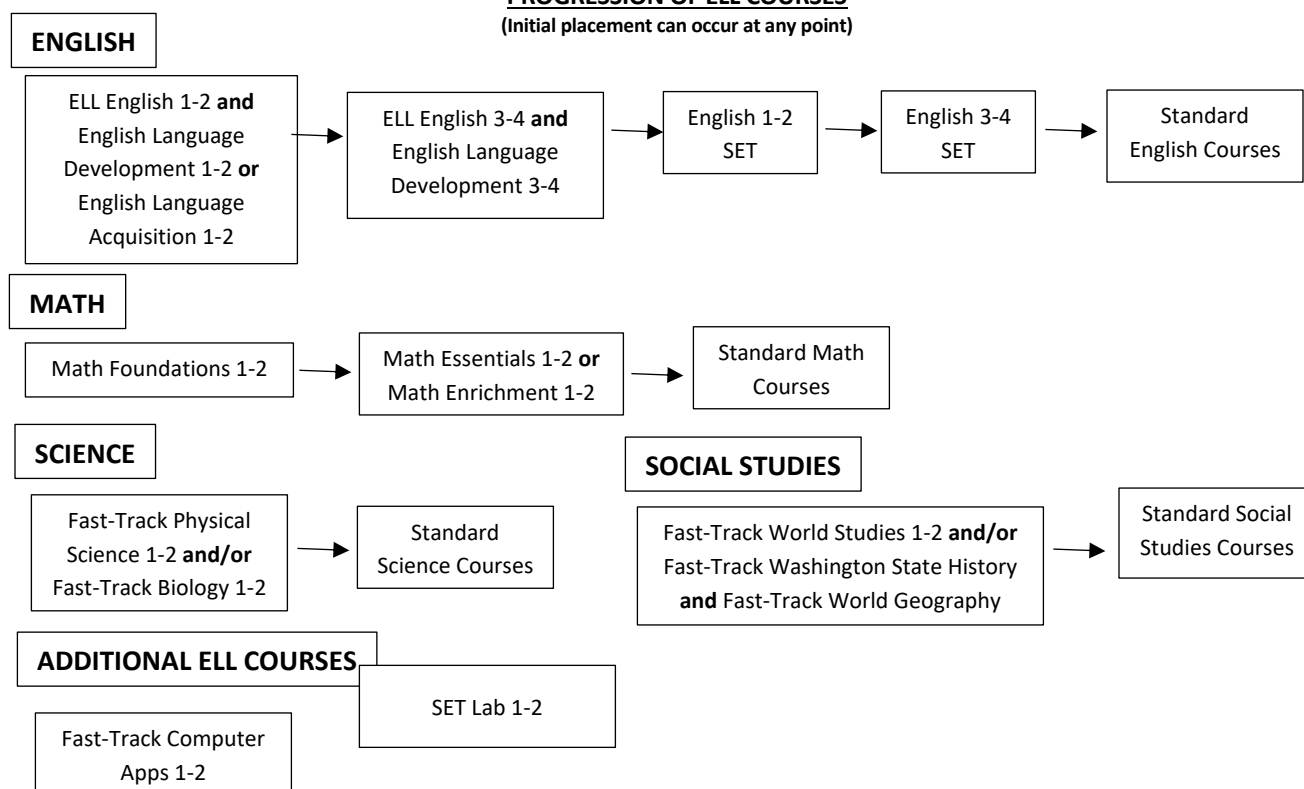 PROGRESSION OF ELL COURSES
(Initial placement can occur at any point)
ENGLISH
ELL English 1-2 and
English Language
Development 1-2 or
English Language
Acquisition 1-2
ELL English 3-4 and
English Language
Development 3-4
English 1-2
SET
English 3-4
SET
Standard
English Courses
MATH
Math Foundations 1-2
Math Essentials 1-2 or
Math Enrichment 1-2
Standard Math
Courses
SCIENCE
Fast-Track Physical
Science 1-2 and/or
Fast-Track Biology 1-2
Standard
Science Courses
SOCIAL STUDIES
Fast-Track World Studies 1-2 and/or
Fast-Track Washington State History
and Fast-Track World Geography
Standard Social
Studies Courses
ADDITIONAL ELL COURSES
Fast-Track Computer
Apps 1-2
SET Lab 1-2